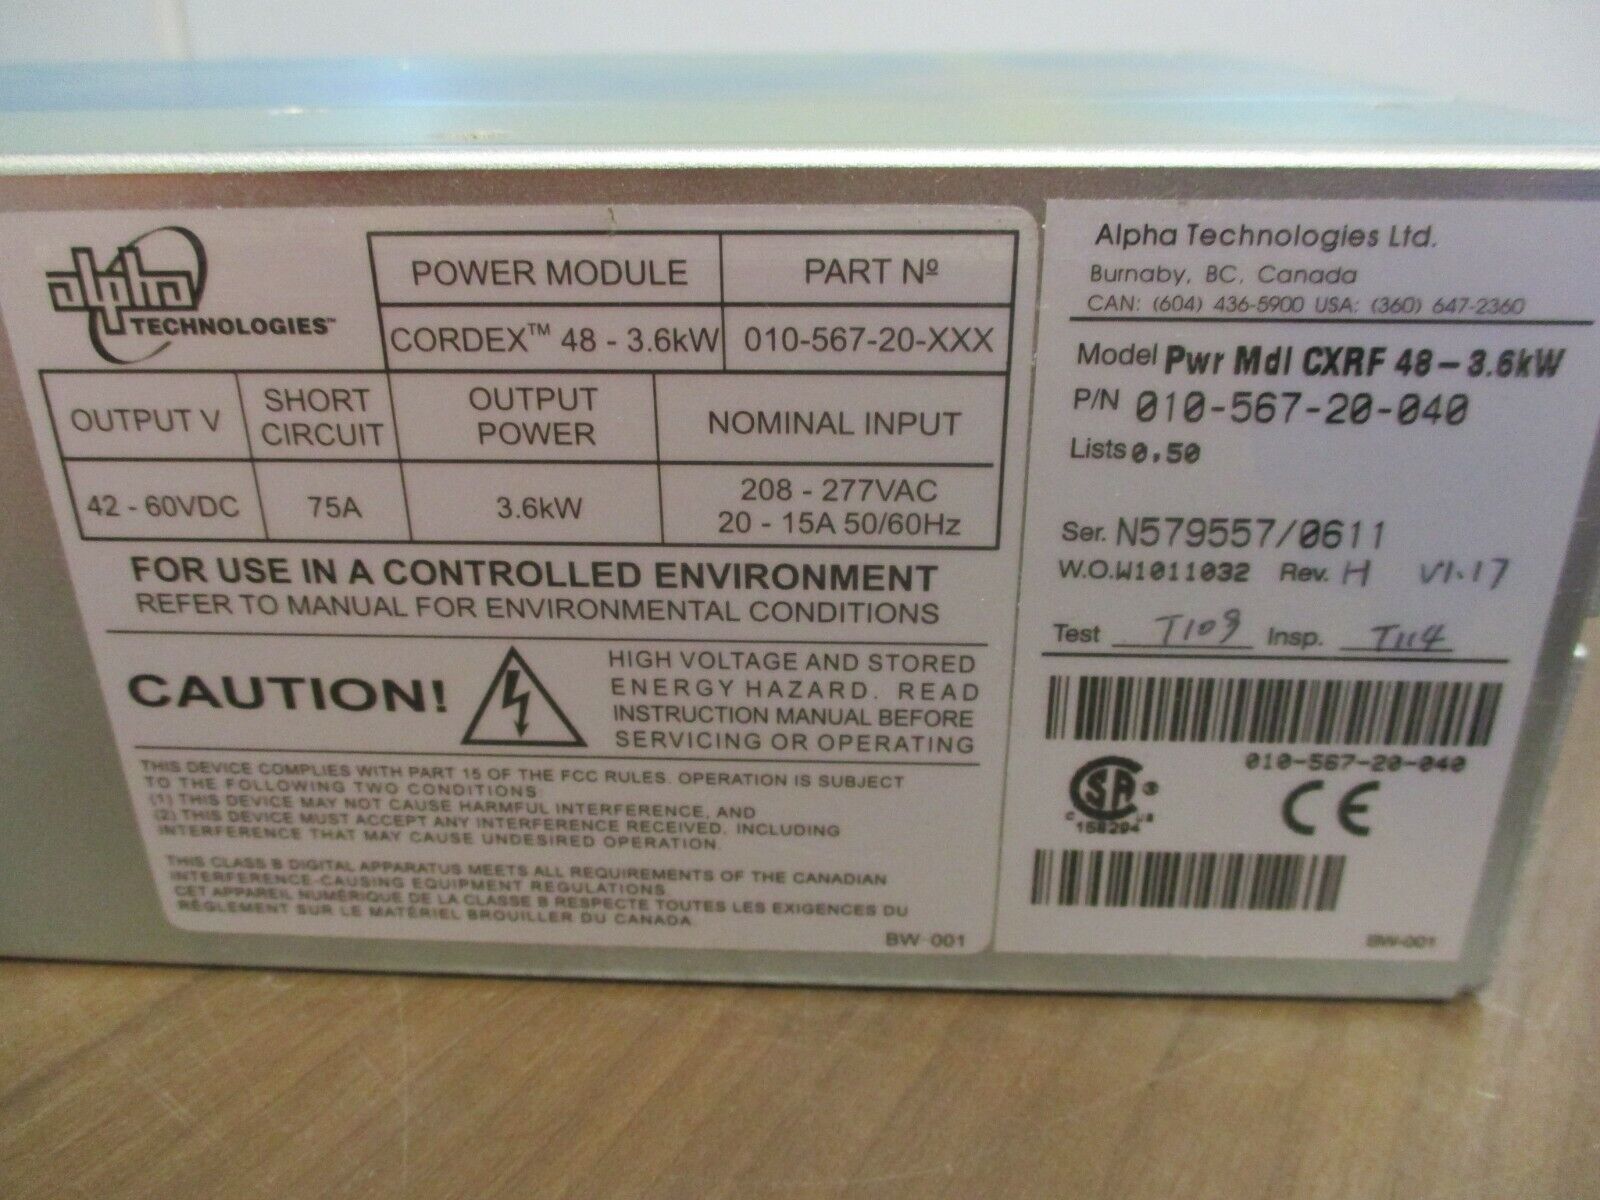 alpha
TECHNOLOGIES™
POWER MODULE PART Nº
CORDEX™ 48 - 3.6kW 010-567-20-XXX
OUTPUT V SHORT CIRCUIT OUTPUT POWER NOMINAL INPUT
42 - 60VDC 75A 3.6kW 208 - 277VAC
20 - 15A 50/60Hz
FOR USE IN A CONTROLLED ENVIRONMENT
REFER TO MANUAL FOR ENVIRONMENTAL CONDITIONS
CAUTION!
HIGH VOLTAGE AND STORED
ENERGY HAZARD. READ
INSTRUCTION MANUAL BEFORE
SERVICING OR OPERATING
THIS DEVICE COMPLIES WITH PART 15 OF THE FCC RULES. OPERATION IS SUBJECT
TO THE FOLLOWING TWO CONDITIONS:
(1) THIS DEVICE MAY NOT CAUSE HARMFUL INTERFERENCE, AND
(2) THIS DEVICE MUST ACCEPT ANY INTERFERENCE RECEIVED, INCLUDING
INTERFERENCE THAT MAY CAUSE UNDESIRED OPERATION.
THIS CLASS B DIGITAL APPARATUS MEETS ALL REQUIREMENTS OF THE CANADIAN
INTERFERENCE-CAUSING EQUIPMENT REGULATIONS
CET APPAREIL NUMÉRIQUE DE LA CLASSE B RESPECTE TOUTES LES EXIGENCES DU
RÉGLEMENT SUR LE MATÉRIEL BROUILLER DU CANADA
BW-001
Alpha Technologies Ltd.
Burnaby, BC, Canada
CAN: (604) 436-5900 USA: (360) 647-2360
Model Pwr Mdl CXRF 48-3.6kW
P/N 010-567-20-040
Lists 0,50
Ser. N579557/0611
W.O. W1011032 Rev. H V1.17
Test T109 Insp. T114
010-567-20-040
CSA ®
C US
158204
CE
BW-001